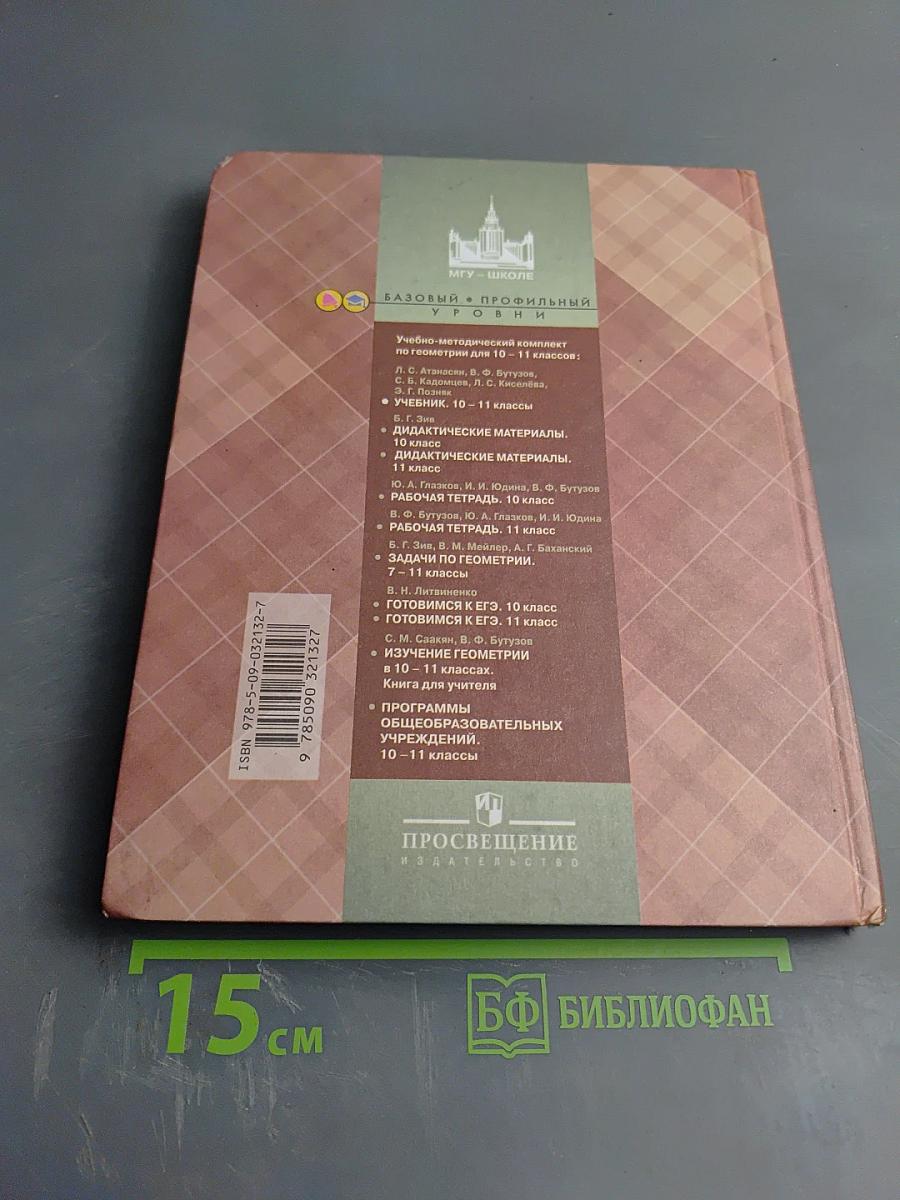 МГУ – ШКОЛЕ
БАЗОВЫЙ • ПРОФИЛЬНЫЙ
УРОВНИ
Учебно-методический комплект
по геометрии для 10 – 11 классов:
Л. С. Атанасян, В. Ф. Бутузов,
С. Б. Кадомцев, Л. С. Киселёва,
Э. Г. Позняк
• УЧЕБНИК. 10 – 11 классы
Б. Г. Зив
• ДИДАКТИЧЕСКИЕ МАТЕРИАЛЫ.
10 класс
• ДИДАКТИЧЕСКИЕ МАТЕРИАЛЫ.
11 класс
Ю. А. Глазков, И. И. Юдина, В. Ф. Бутузов
• РАБОЧАЯ ТЕТРАДЬ. 10 класс
В. Ф. Бутузов, Ю. А. Глазков, И. И. Юдина
• РАБОЧАЯ ТЕТРАДЬ. 11 класс
Б. Г. Зив, В. М. Мейлер, А. Г. Баханский
• ЗАДАЧИ ПО ГЕОМЕТРИИ.
7 – 11 классы
В. Н. Литвиненко
• ГОТОВИМСЯ К ЕГЭ. 10 класс
• ГОТОВИМСЯ К ЕГЭ. 11 класс
С. М. Саакян, В. Ф. Бутузов
• ИЗУЧЕНИЕ ГЕОМЕТРИИ
в 10 – 11 классах.
Книга для учителя
• ПРОГРАММЫ
ОБЩЕОБРАЗОВАТЕЛЬНЫХ
УЧРЕЖДЕНИЙ.
10 – 11 классы
ISBN 978-5-09-032132-7
9 785090 321327
ПРОСВЕЩЕНИЕ
ИЗДАТЕЛЬСТВО
15 см
БФ БИБЛИОФАН